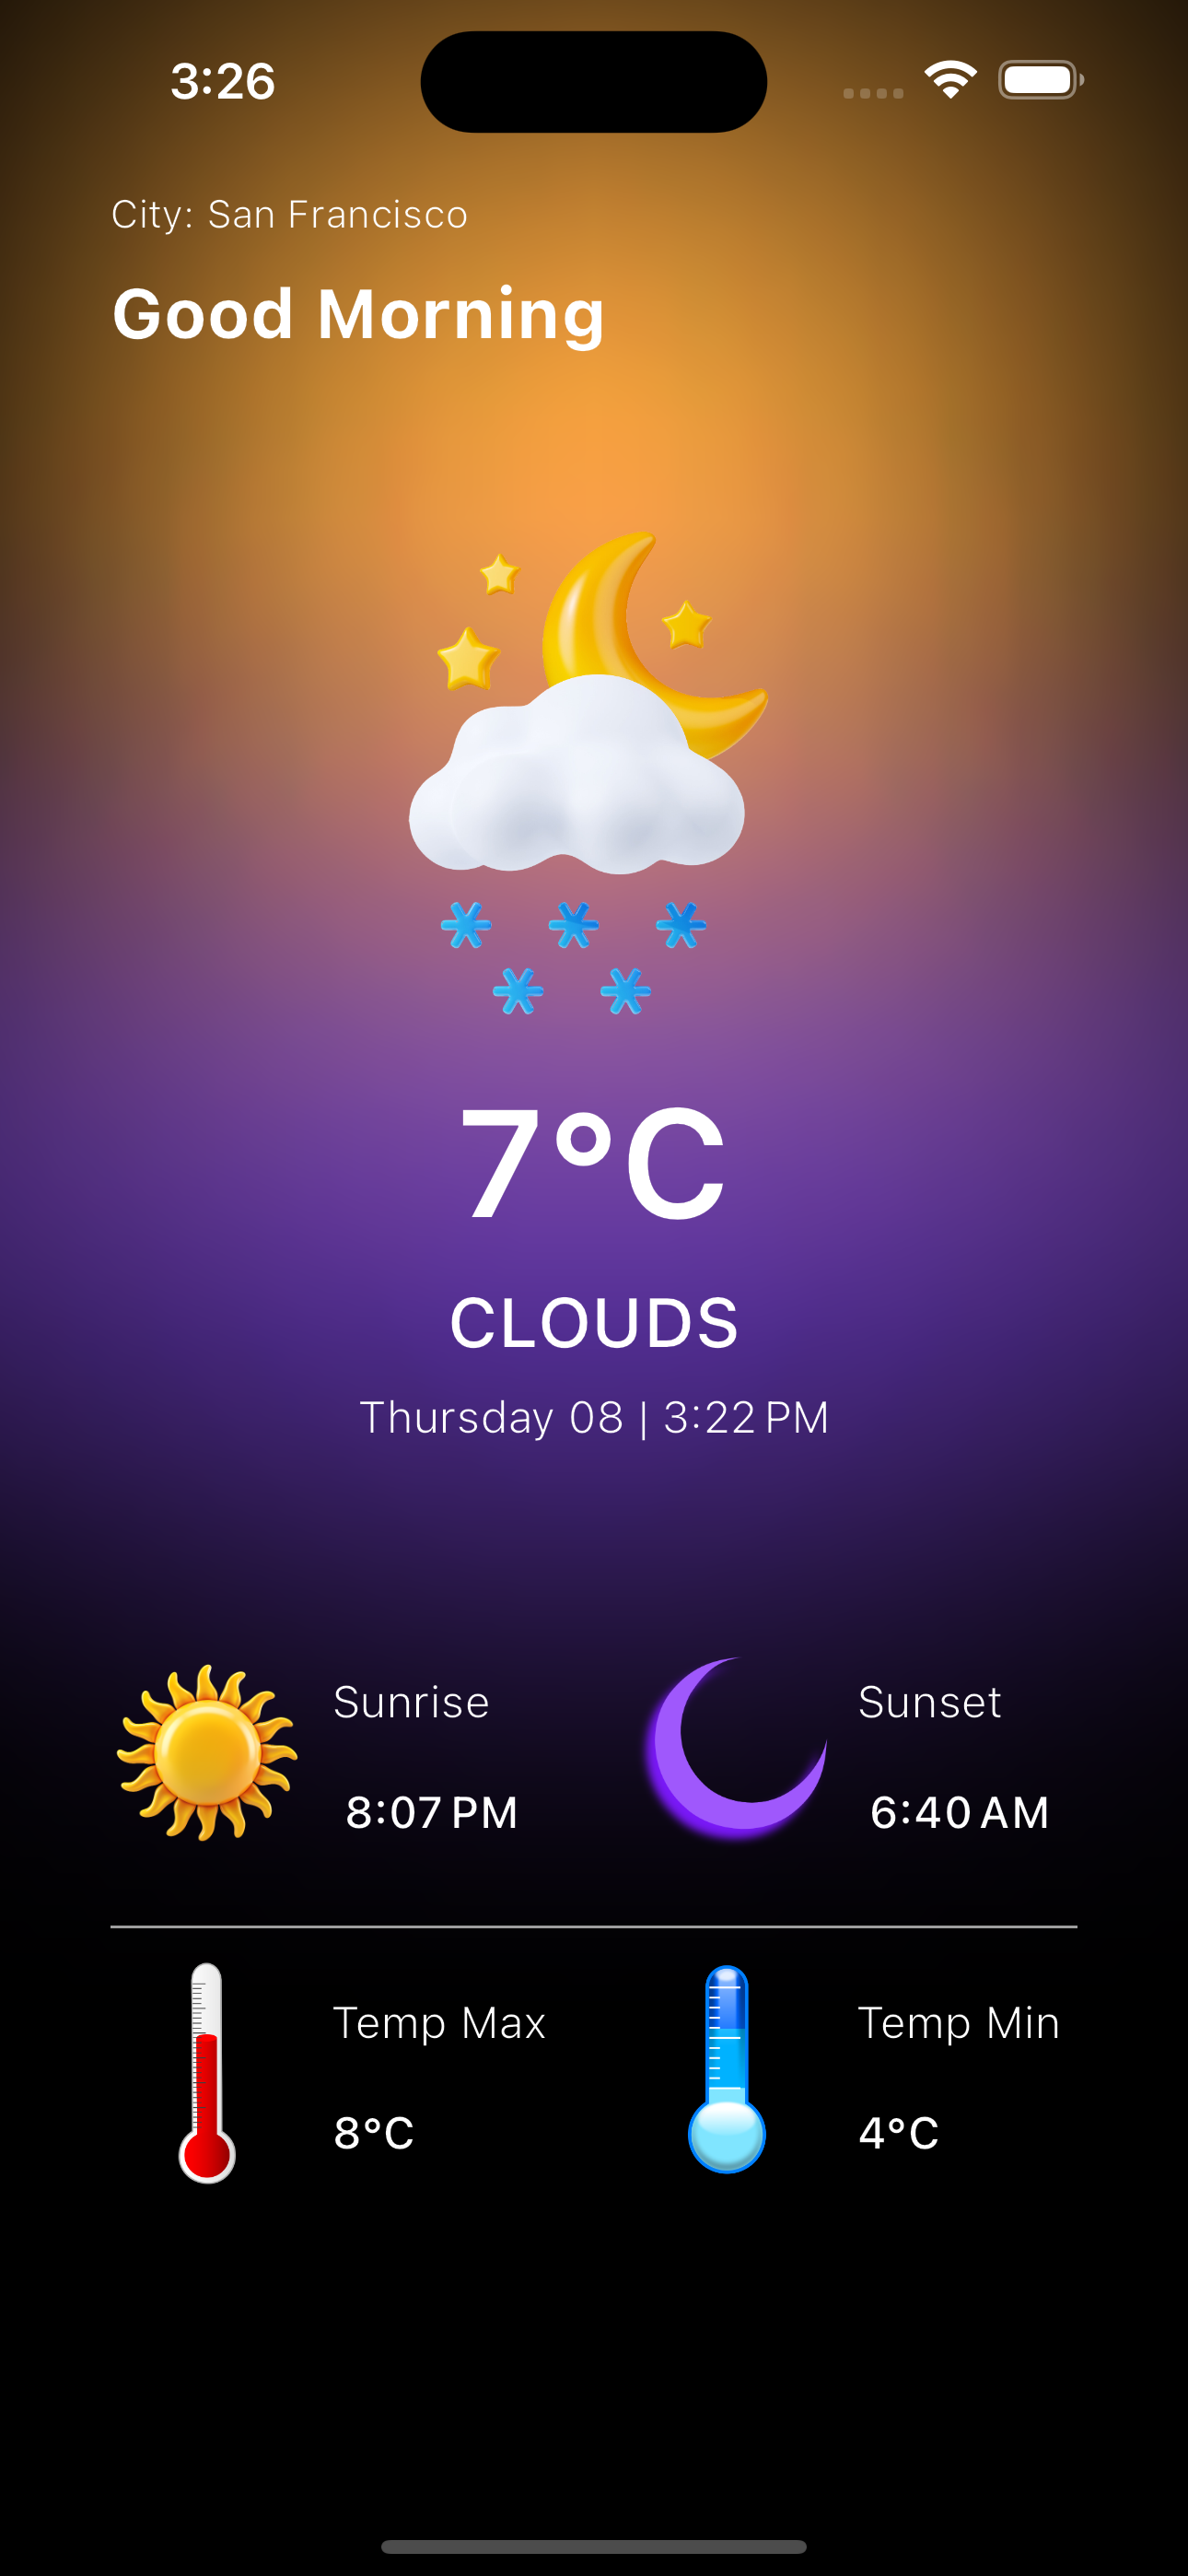 3:26
City: San Francisco
Good Morning
7°C
CLOUDS
Thursday 08 | 3:22 PM
Sunrise
8:07 PM
Sunset
6:40 AM
Temp Max
8°C
Temp Min
4°C